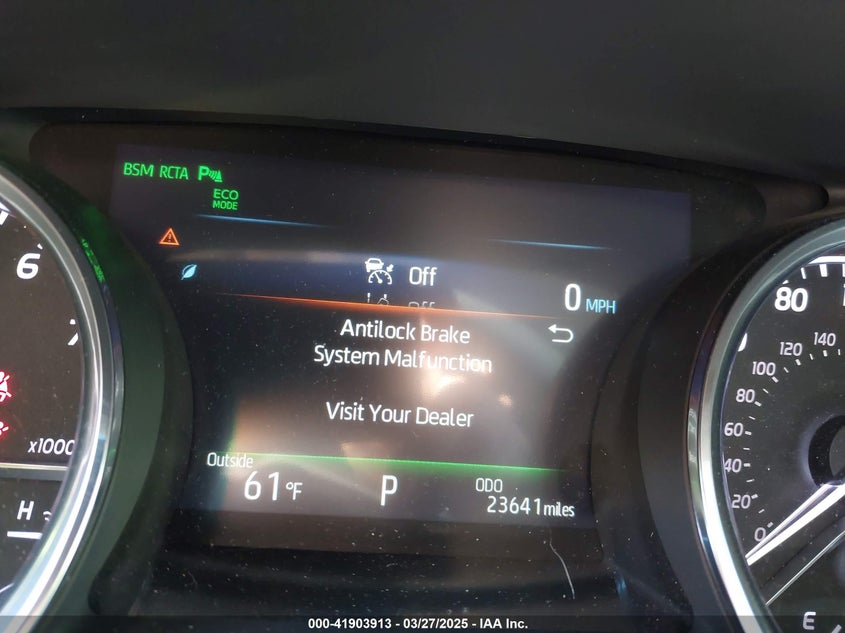 BSM RCTA P
ECO
MODE
Off
0 MPH
Antilock Brake
System Malfunction
Visit Your Dealer
Outside
61°F
P
ODO
23641 miles
6
7
x1000
H
80
140
120
100
80
60
40
20
0
E
000-41903913 / 03/27/2025 - IAA Inc.